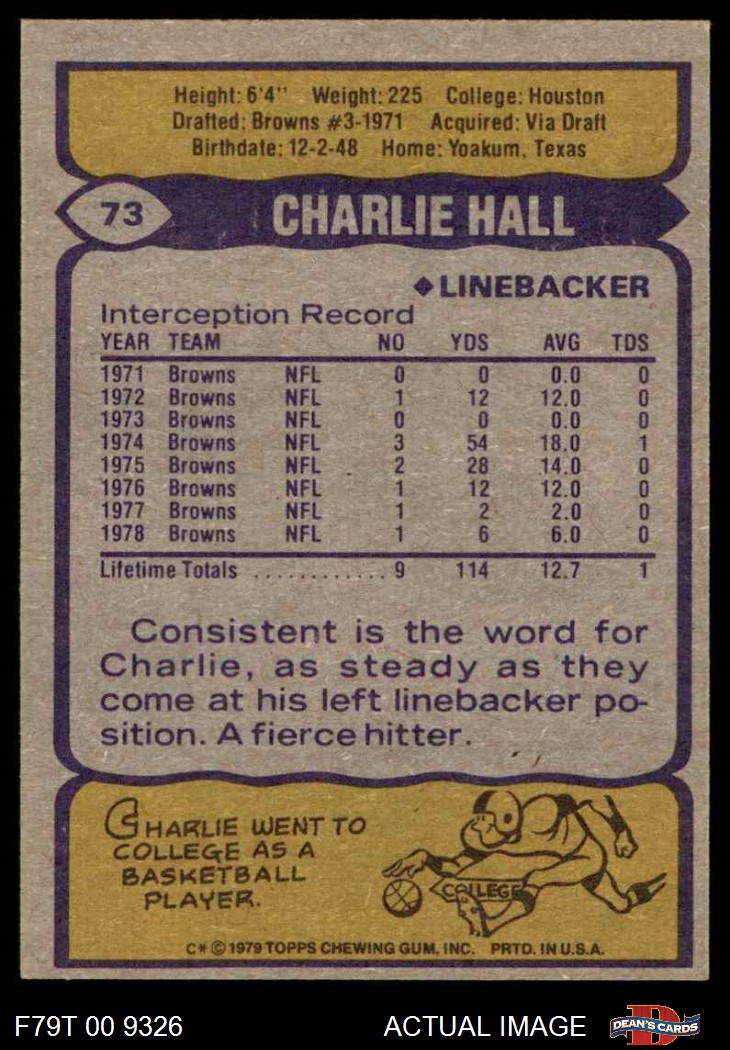 Height: 6'4" Weight: 225 College: Houston
Drafted: Browns #3-1971 Acquired: Via Draft
Birthdate: 12-2-48 Home: Yoakum, Texas
73 CHARLIE HALL
◆LINEBACKER
Interception Record
YEAR TEAM NO YDS AVG TDS
1971 Browns NFL 0 0 0.0 0
1972 Browns NFL 1 12 12.0 0
1973 Browns NFL 0 0 0.0 0
1974 Browns NFL 3 54 18.0 1
1975 Browns NFL 2 28 14.0 0
1976 Browns NFL 1 12 12.0 0
1977 Browns NFL 1 2 2.0 0
1978 Browns NFL 1 6 6.0 0
Lifetime Totals ............ 9 114 12.7 1
Consistent is the word for
Charlie, as steady as they
come at his left linebacker po-
sition. A fierce hitter.
CHARLIE WENT TO
COLLEGE AS A
BASKETBALL
PLAYER.
COLLEGE
C* © 1979 TOPPS CHEWING GUM, INC. PRTD. IN U.S.A.
F79T 00 9326 ACTUAL IMAGE D DEAN'S CARDS